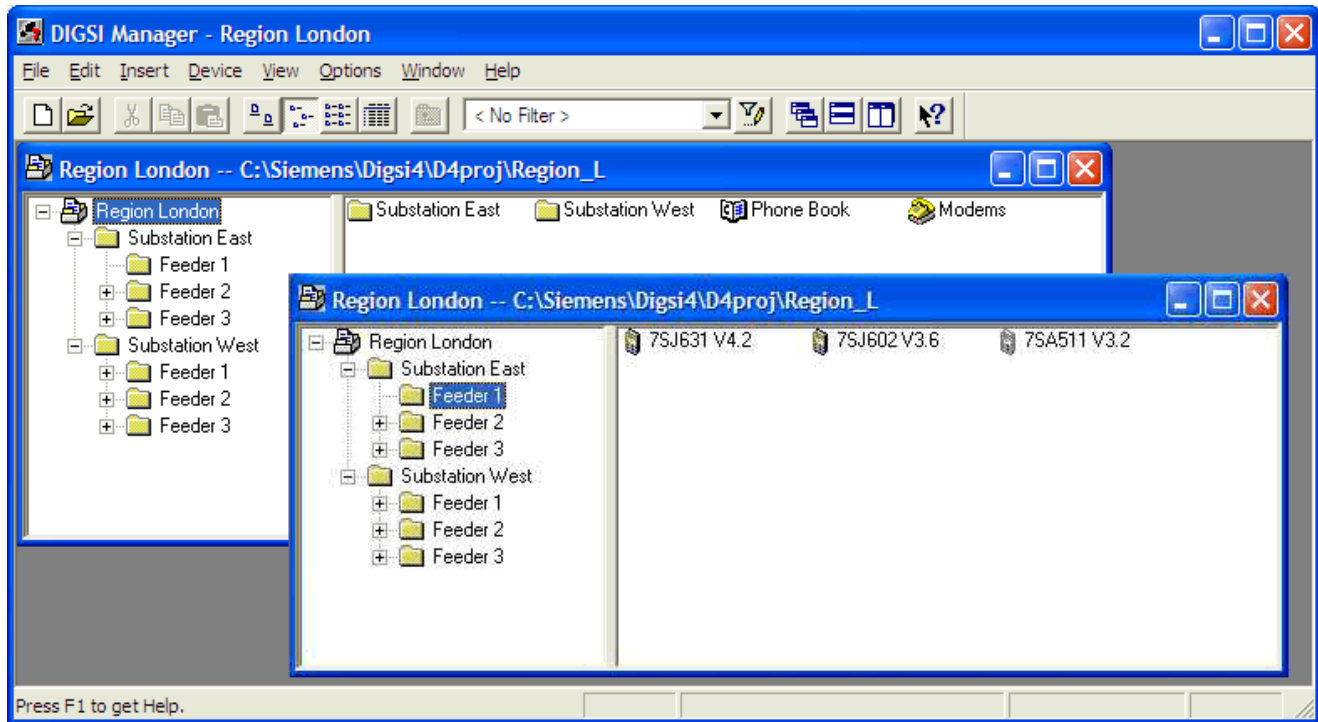 DIGSI Manager - Region London
File Edit Insert Device View Options Window Help
< No Filter >
Region London -- C:\Siemens\Digsi4\D4proj\Region_L
Region London
Substation East
Feeder 1
Feeder 2
Feeder 3
Substation West
Feeder 1
Feeder 2
Feeder 3
Substation East Substation West Phone Book Modems
Region London -- C:\Siemens\Digsi4\D4proj\Region_L
Region London
Substation East
Feeder 1
Feeder 2
Feeder 3
Substation West
Feeder 1
Feeder 2
Feeder 3
7SJ631 V4.2 7SJ602 V3.6 7SA511 V3.2
Press F1 to get Help.